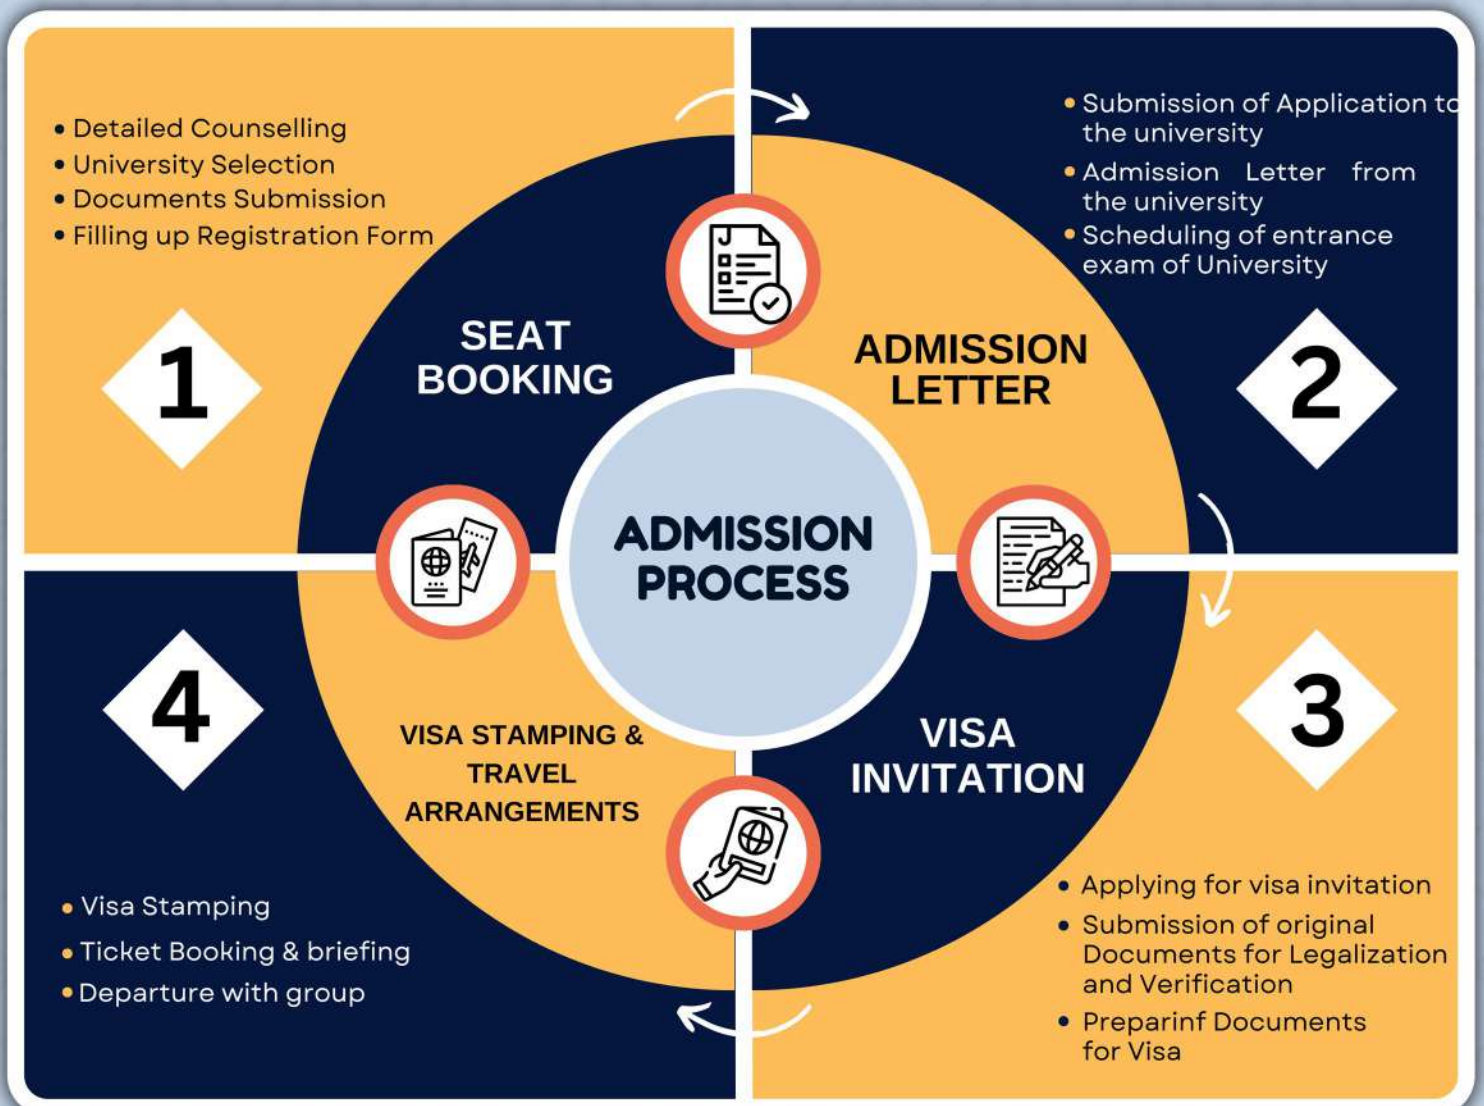 • Detailed Counselling
• University Selection
• Documents Submission
• Filling up Registration Form
1
SEAT
BOOKING
• Submission of Application to
the university
• Admission Letter from
the university
• Scheduling of entrance
exam of University
2
ADMISSION
LETTER
ADMISSION
PROCESS
3
VISA
INVITATION
• Applying for visa invitation
• Submission of original
Documents for Legalization
and Verification
• Preparinf Documents
for Visa
4
VISA STAMPING &
TRAVEL
ARRANGEMENTS
• Visa Stamping
• Ticket Booking & briefing
• Departure with group